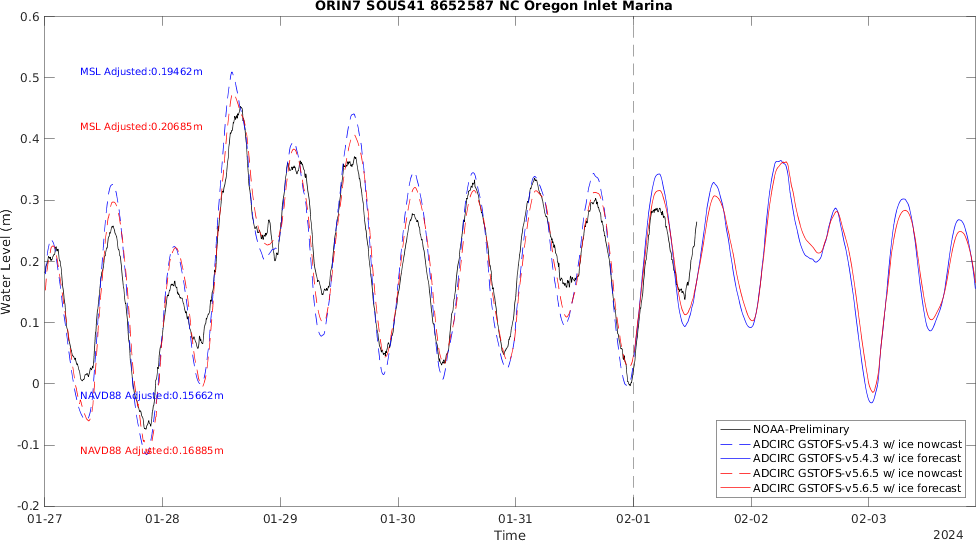 ORIN7 SOUS41 8652587 NC Oregon Inlet Marina
0.6
0.5
0.4
0.3
0.2
0.1
0
-0.1
-0.2
Water Level (m)
MSL Adjusted:0.19462m
MSL Adjusted:0.20685m
NAVD88 Adjusted:0.15662m
NAVD88 Adjusted:0.16885m
NOAA-Preliminary
ADCIRC GSTOFS-v5.4.3 w/ ice nowcast
ADCIRC GSTOFS-v5.4.3 w/ ice forecast
ADCIRC GSTOFS-v5.6.5 w/ ice nowcast
ADCIRC GSTOFS-v5.6.5 w/ ice forecast
01-27 01-28 01-29 01-30 01-31 02-01 02-02 02-03
Time
2024